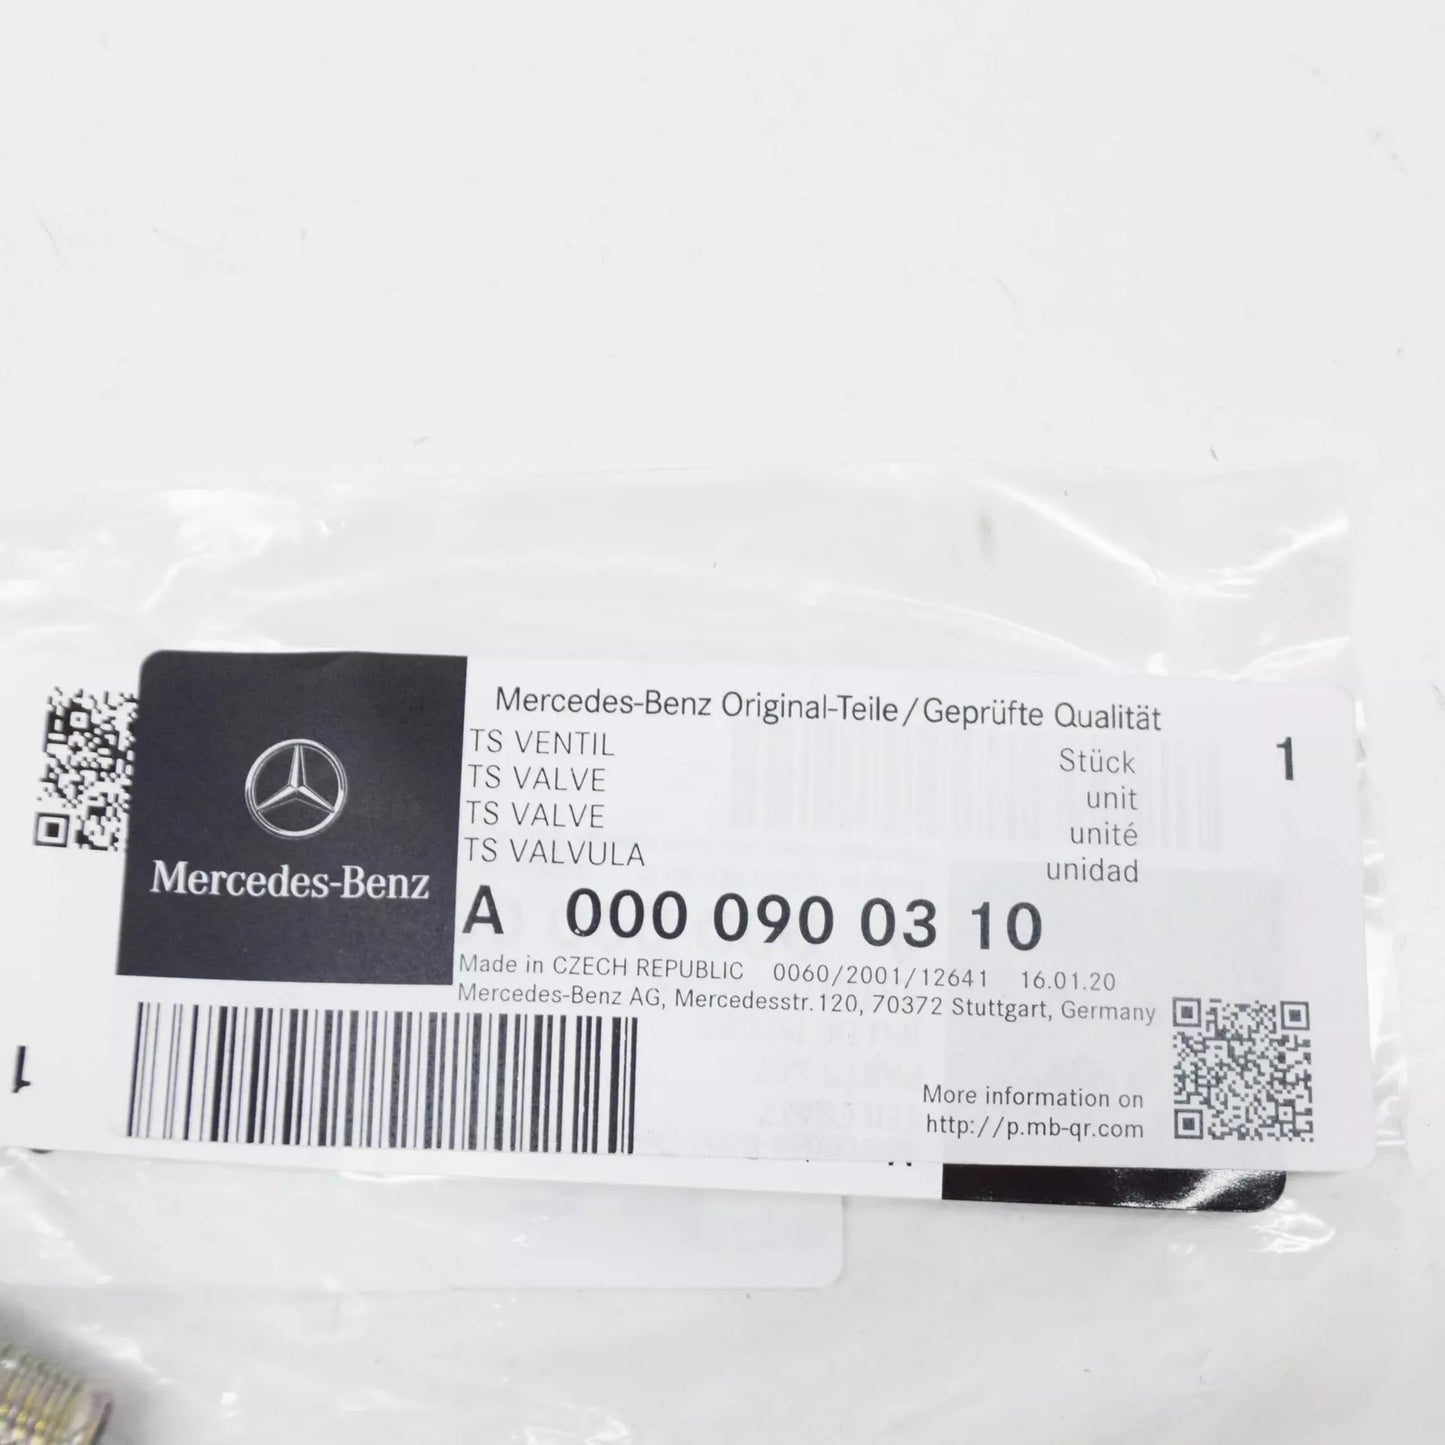 Mercedes-Benz Original-Teile/Geprüfte Qualität
TS VENTIL Stück 1
TS VALVE unit
TS VALVE unité
TS VALVULA unidad
Mercedes-Benz
A 000 090 03 10
Made in CZECH REPUBLIC 0060/2001/12641 16.01.20
Mercedes-Benz AG, Mercedesstr.120, 70372 Stuttgart, Germany
More information on
http://p.mb-qr.com
1